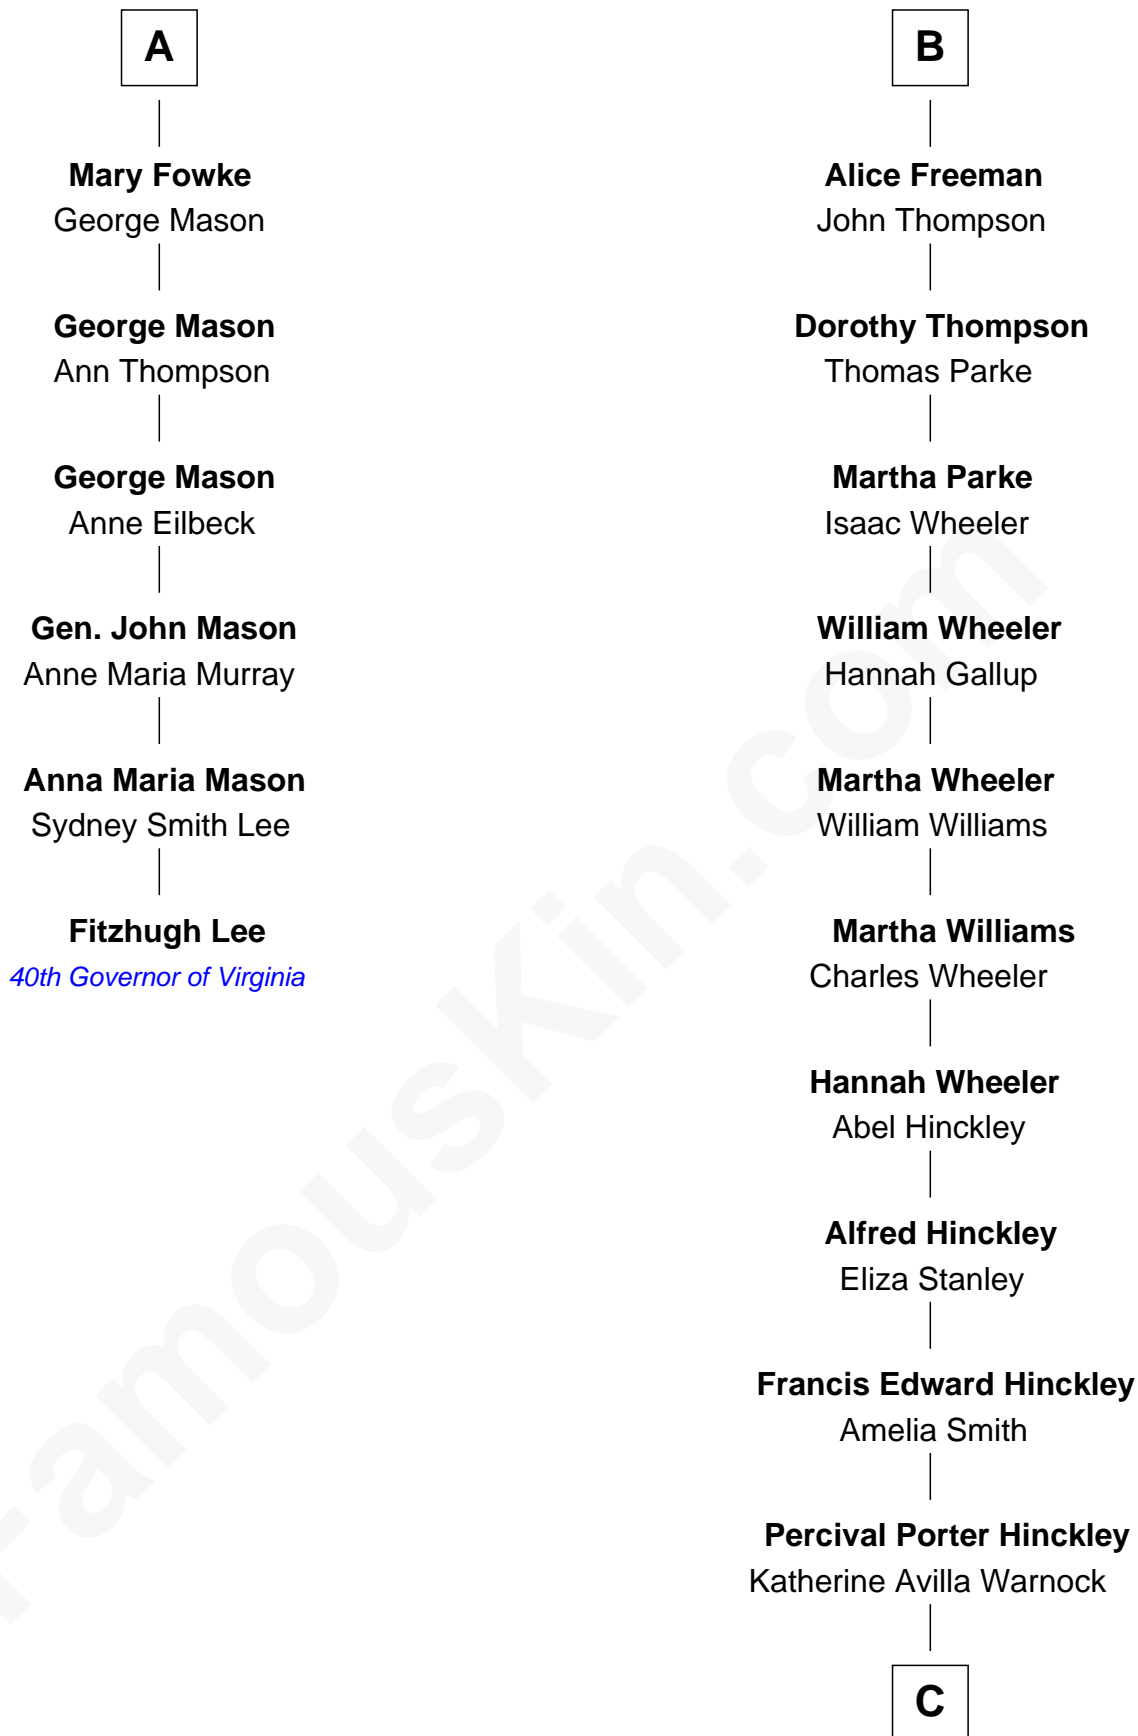 A
Mary Fowke
George Mason
George Mason
Ann Thompson
George Mason
Anne Eilbeck
Gen. John Mason
Anne Maria Murray
Anna Maria Mason
Sydney Smith Lee
Fitzhugh Lee
40th Governor of Virginia
B
Alice Freeman
John Thompson
Dorothy Thompson
Thomas Parke
Martha Parke
Isaac Wheeler
William Wheeler
Hannah Gallup
Martha Wheeler
William Williams
Martha Williams
Charles Wheeler
Hannah Wheeler
Abel Hinckley
Alfred Hinckley
Eliza Stanley
Francis Edward Hinckley
Amelia Smith
Percival Porter Hinckley
Katherine Avilla Warnock
C
FamousKin.com